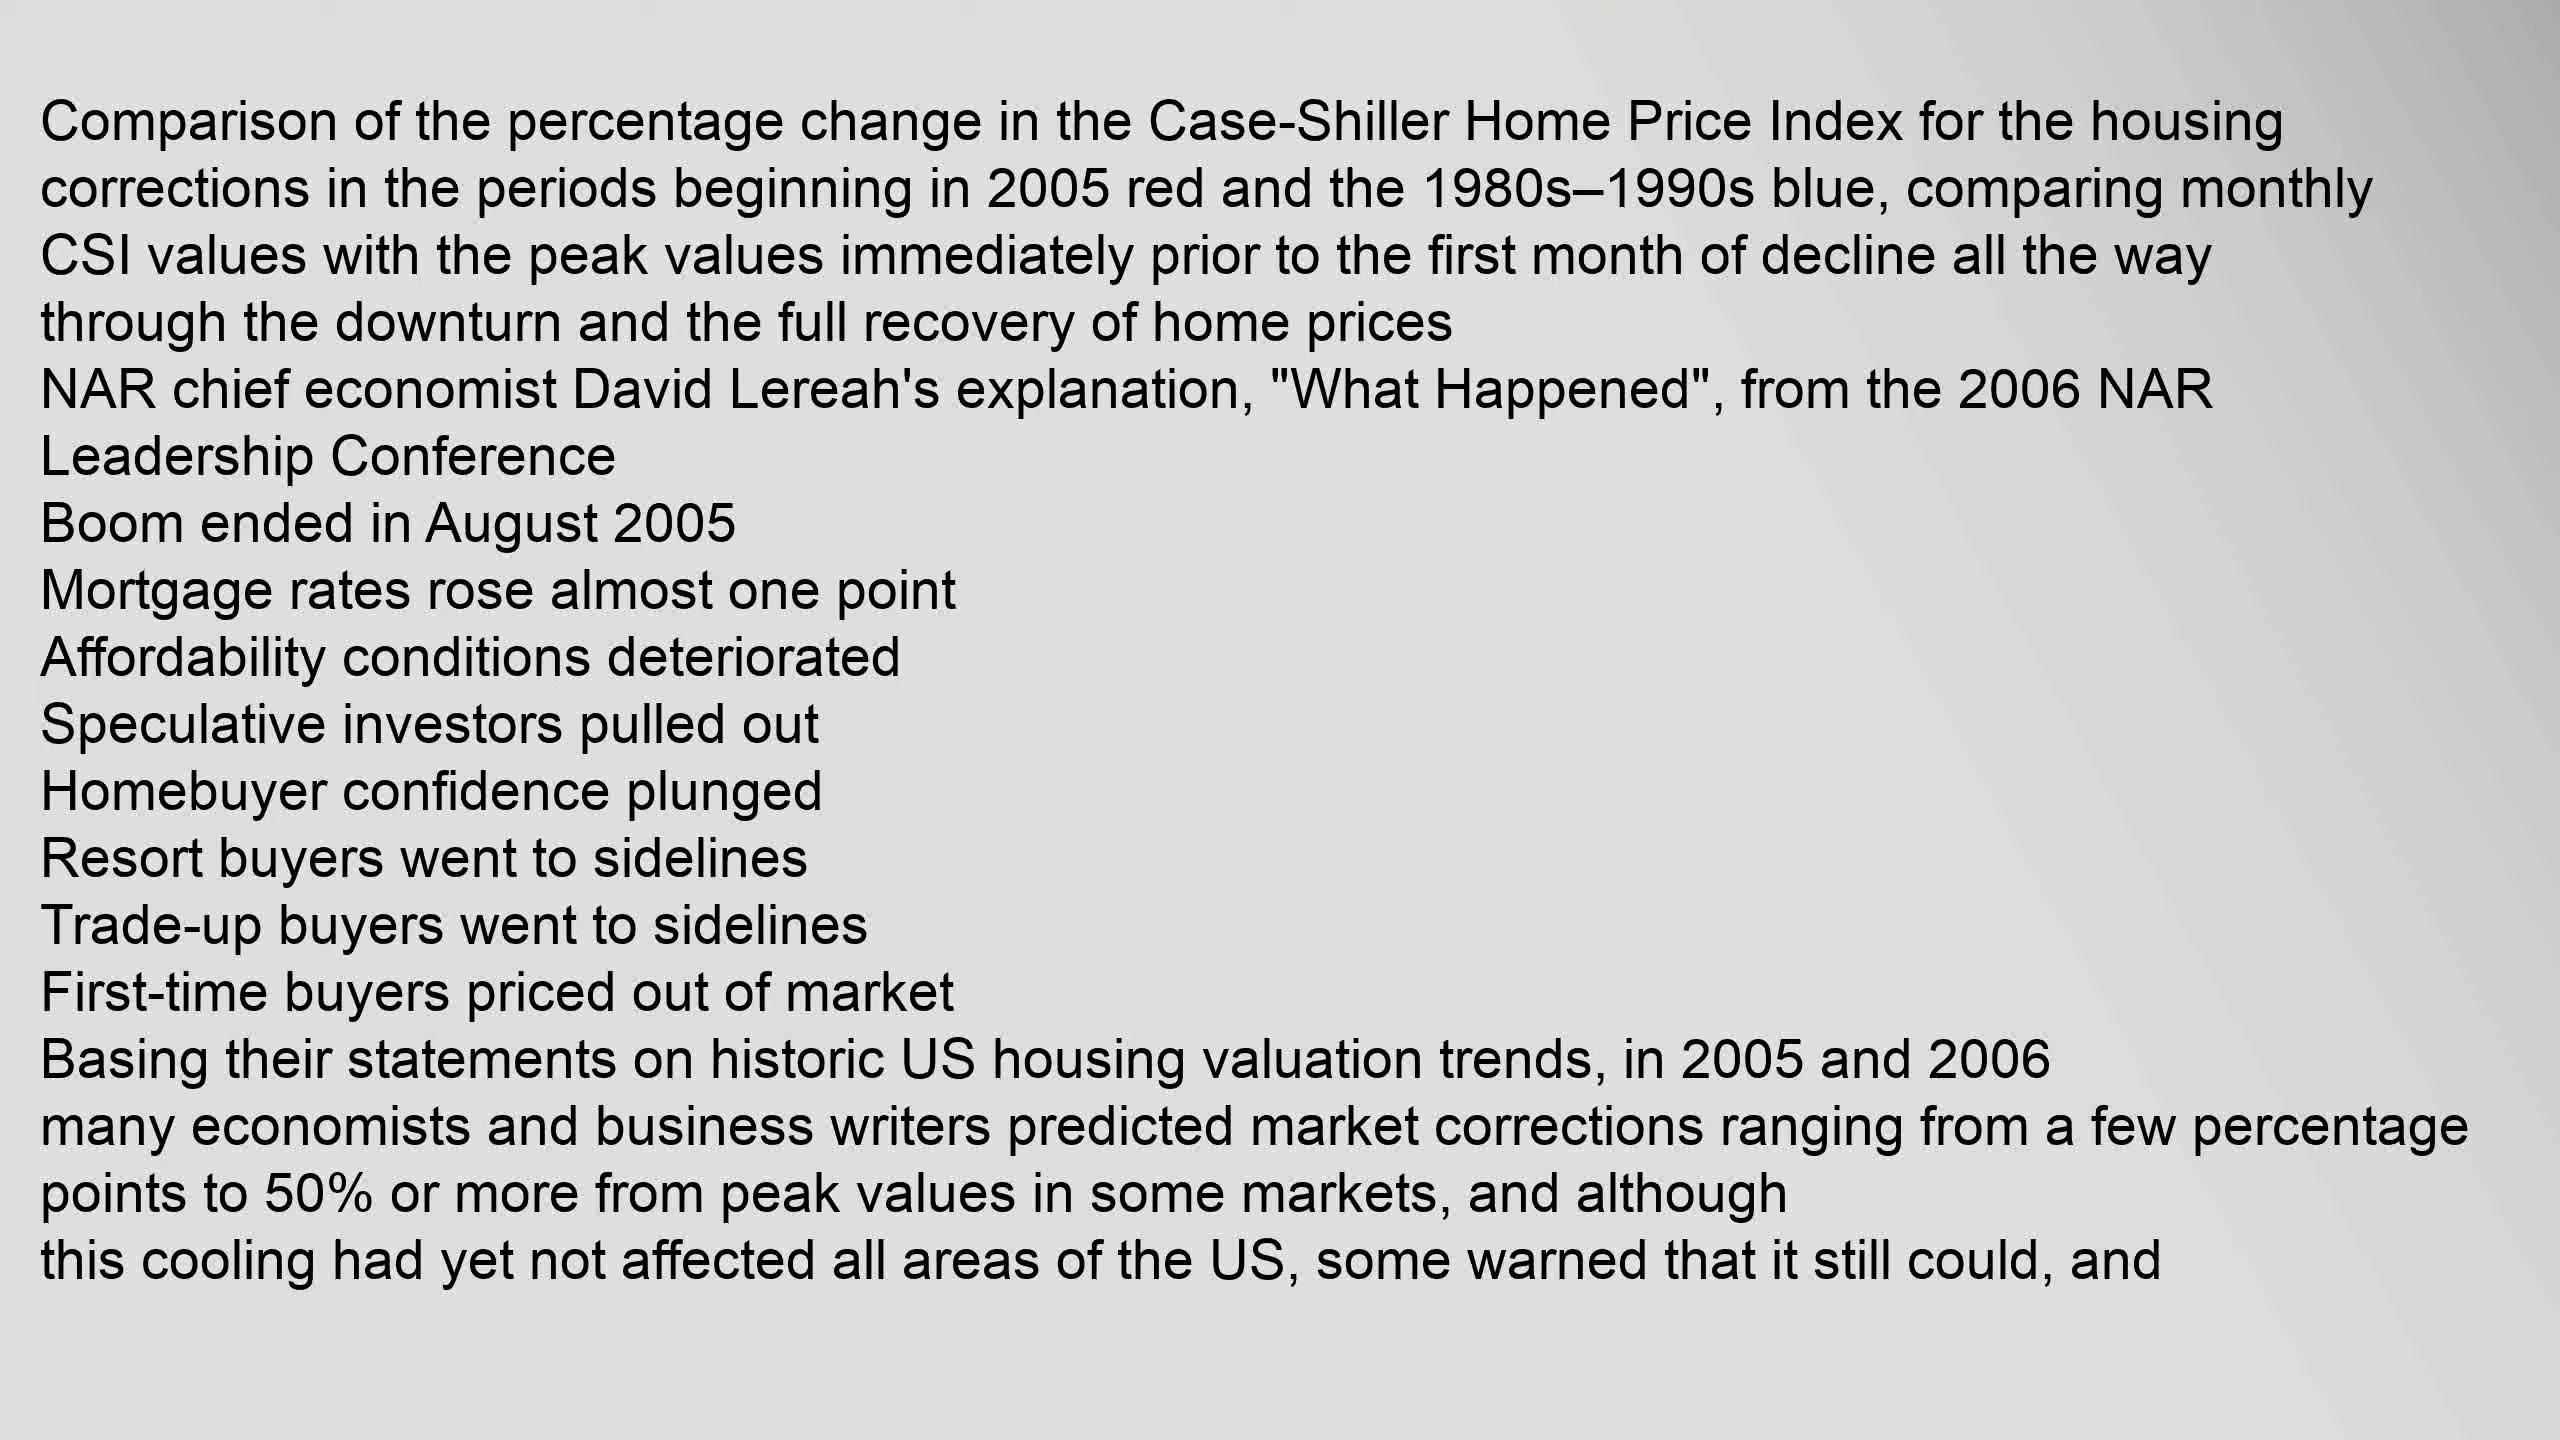 Comparison of the percentage change in the Case-Shiller Home Price Index for the housing
corrections in the periods beginning in 2005 red and the 1980s–1990s blue, comparing monthly
CSI values with the peak values immediately prior to the first month of decline all the way
through the downturn and the full recovery of home prices
NAR chief economist David Lereah's explanation, "What Happened", from the 2006 NAR
Leadership Conference
Boom ended in August 2005
Mortgage rates rose almost one point
Affordability conditions deteriorated
Speculative investors pulled out
Homebuyer confidence plunged
Resort buyers went to sidelines
Trade-up buyers went to sidelines
First-time buyers priced out of market
Basing their statements on historic US housing valuation trends, in 2005 and 2006
many economists and business writers predicted market corrections ranging from a few percentage
points to 50% or more from peak values in some markets, and although
this cooling had yet not affected all areas of the US, some warned that it still could, and